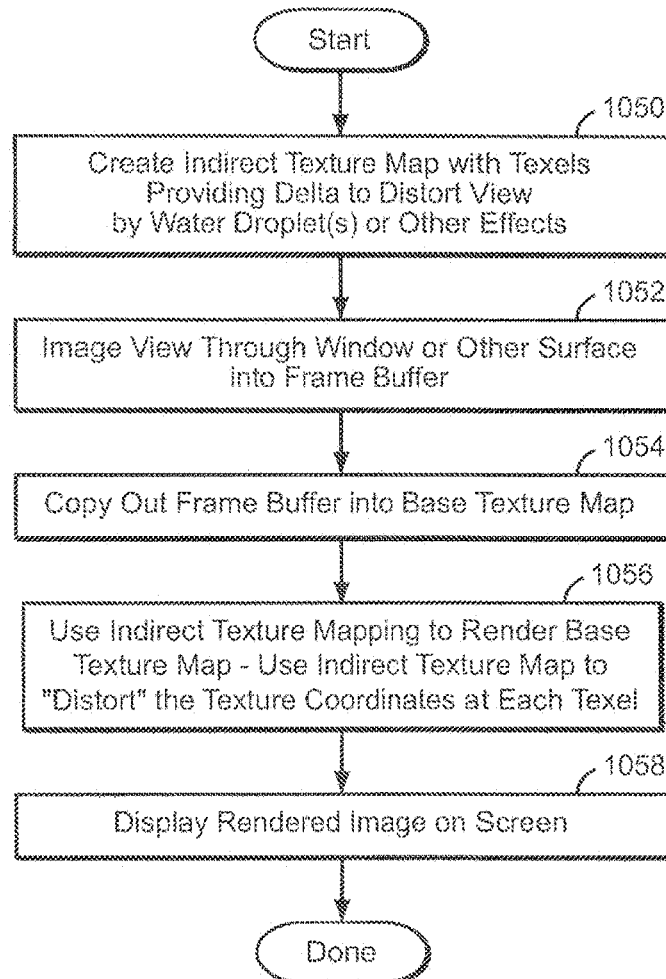 Start
1050
Create Indirect Texture Map with Texels
Providing Delta to Distort View
by Water Droplet(s) or Other Effects
1052
Image View Through Window or Other Surface
into Frame Buffer
1054
Copy Out Frame Buffer into Base Texture Map
1056
Use Indirect Texture Mapping to Render Base
Texture Map - Use Indirect Texture Map to
"Distort" the Texture Coordinates at Each Texel
1058
Display Rendered Image on Screen
Done